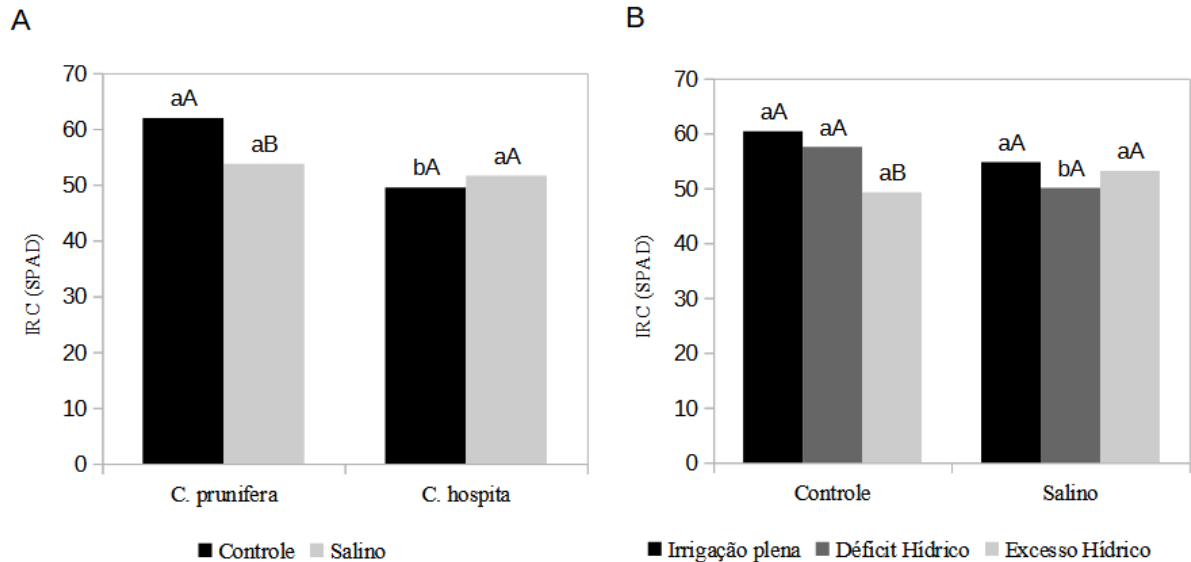 A
IRC (SPAD)
70
60
50
40
30
20
10
0
aA
aB
bA
aA
C. prunifera
C. hospita
Controle
Salino
B
IRC (SPAD)
70
60
50
40
30
20
10
0
aA
aA
aB
aA
bA
aA
Controle
Salino
Irrigação plena
Déficit Hídrico
Excesso Hídrico